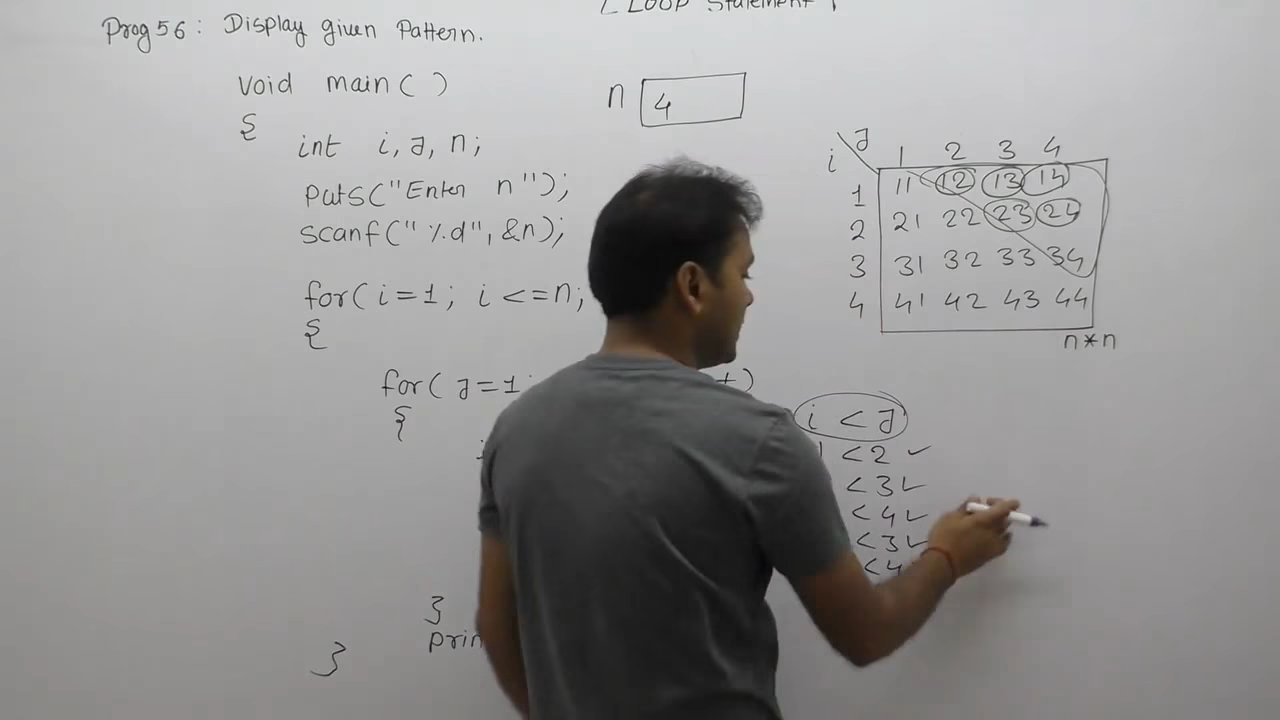 [ Loop Statement ]
Prog 56 : Display given Pattern.
void main( )
{
int i, J, n;
puts("Enter n");
scanf("%d", &n);
for( i=1; i <=n;
{
for( J=1;
{
}
prin
}
n 4
J
i 1 2 3 4
1 11 12 13 14
2 21 22 23 24
3 31 32 33 34
4 41 42 43 44
n*n
i < J
1 < 2 ✓
< 3 ✓
< 4 ✓
< 3 ✓
< 4